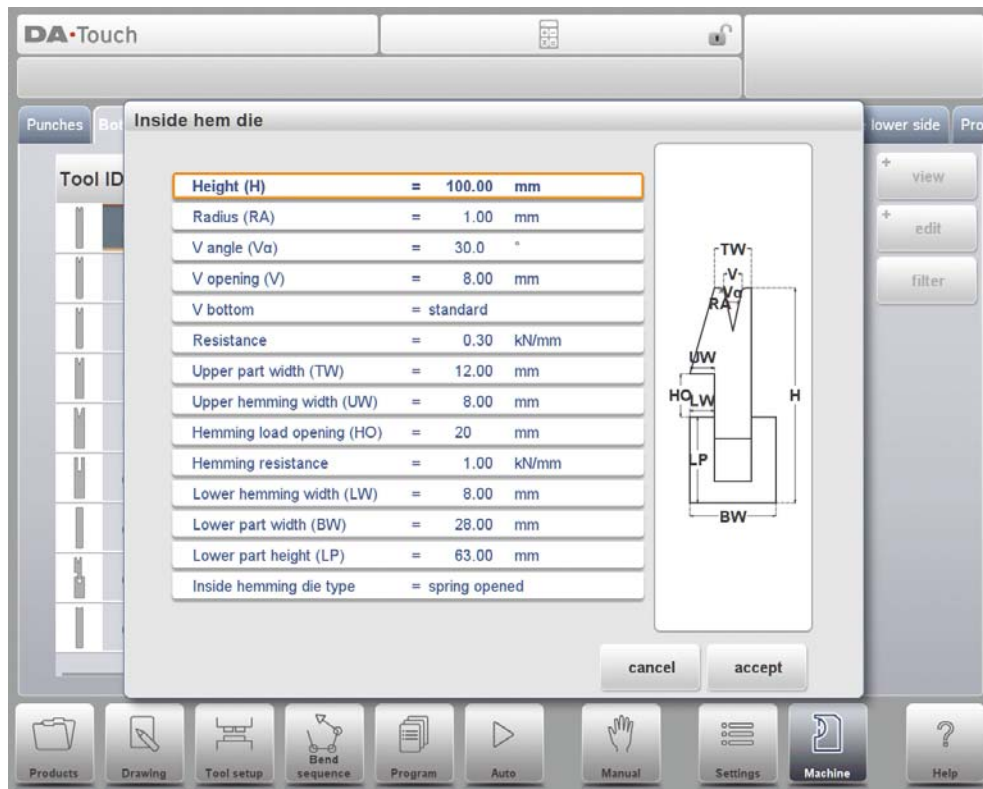 DA•Touch
Punches Bot lower side Pro
Inside hem die
Tool ID
+ view
+ edit
filter
Height (H) = 100.00 mm
Radius (RA) = 1.00 mm
V angle (Vα) = 30.0 °
V opening (V) = 8.00 mm
V bottom = standard
Resistance = 0.30 kN/mm
Upper part width (TW) = 12.00 mm
Upper hemming width (UW) = 8.00 mm
Hemming load opening (HO) = 20 mm
Hemming resistance = 1.00 kN/mm
Lower hemming width (LW) = 8.00 mm
Lower part width (BW) = 28.00 mm
Lower part height (LP) = 63.00 mm
Inside hemming die type = spring opened
TW
V
Vα
RA
UW
HO LW H
LP
BW
cancel accept
Products Drawing Tool setup Bend sequence Program Auto Manual Settings Machine ? Help